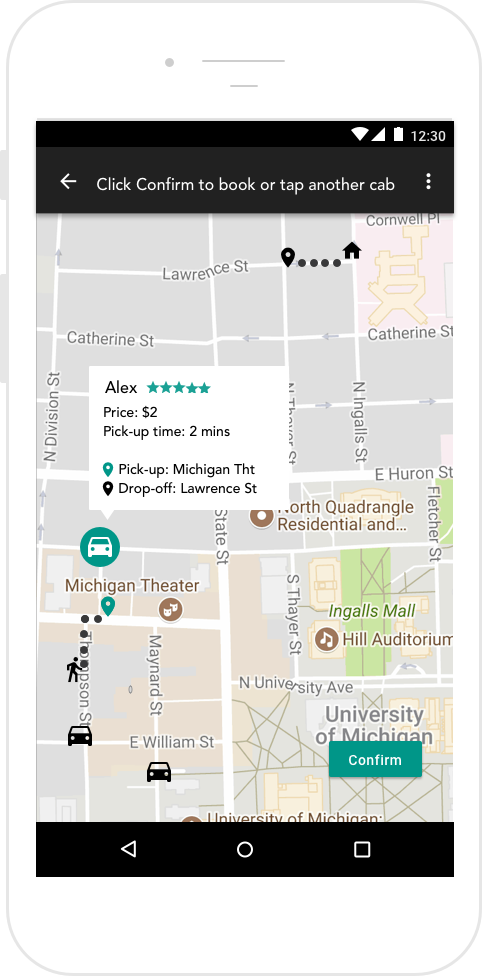 12:30
Click Confirm to book or tap another cab
Cornwell Pl
Lawrence St
Catherine St
Catherine St
N Division St
Alex
Price: $2
Pick-up time: 2 mins
Pick-up: Michigan Tht
Drop-off: Lawrence St
N Thayer St
N Ingalls St
E Huron St
Fletcher St
State St
North Quadrangle
Residential and...
Michigan Theater
S Thayer St
Ingalls Mall
Hill Auditorium
Thompson St
Maynard St
N University Ave
University
of Michigan
E William St
Confirm
University of Michigan: